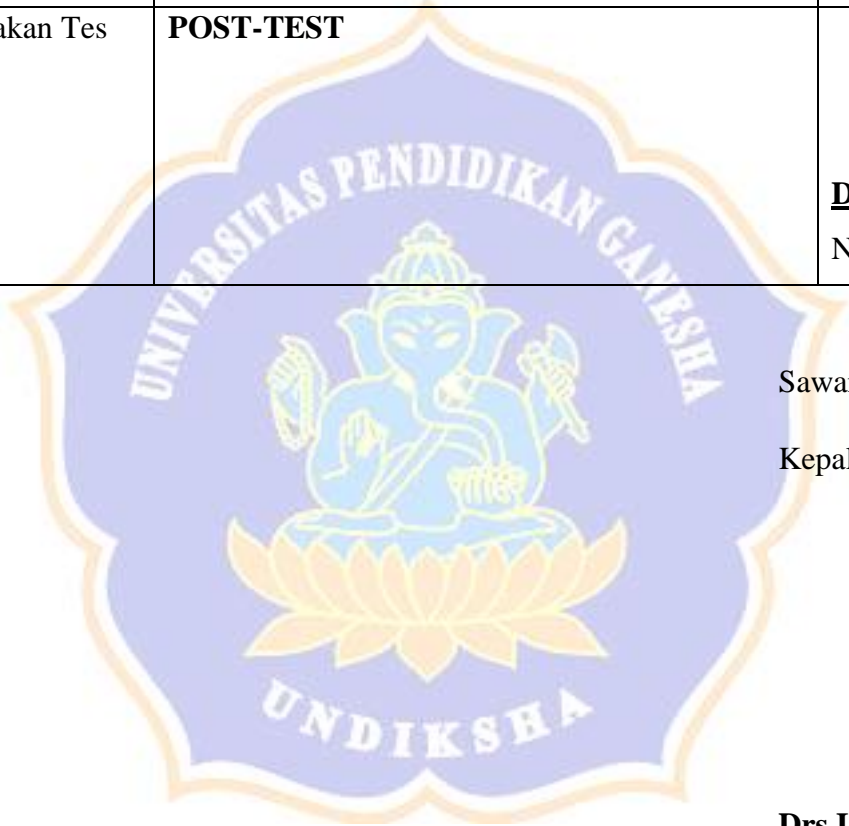 akan Tes POST-TEST
D
N
UNIVERSITAS PENDIDIKAN GANESHA
Sawa
Kepal
UNDIKSHA
Drs I